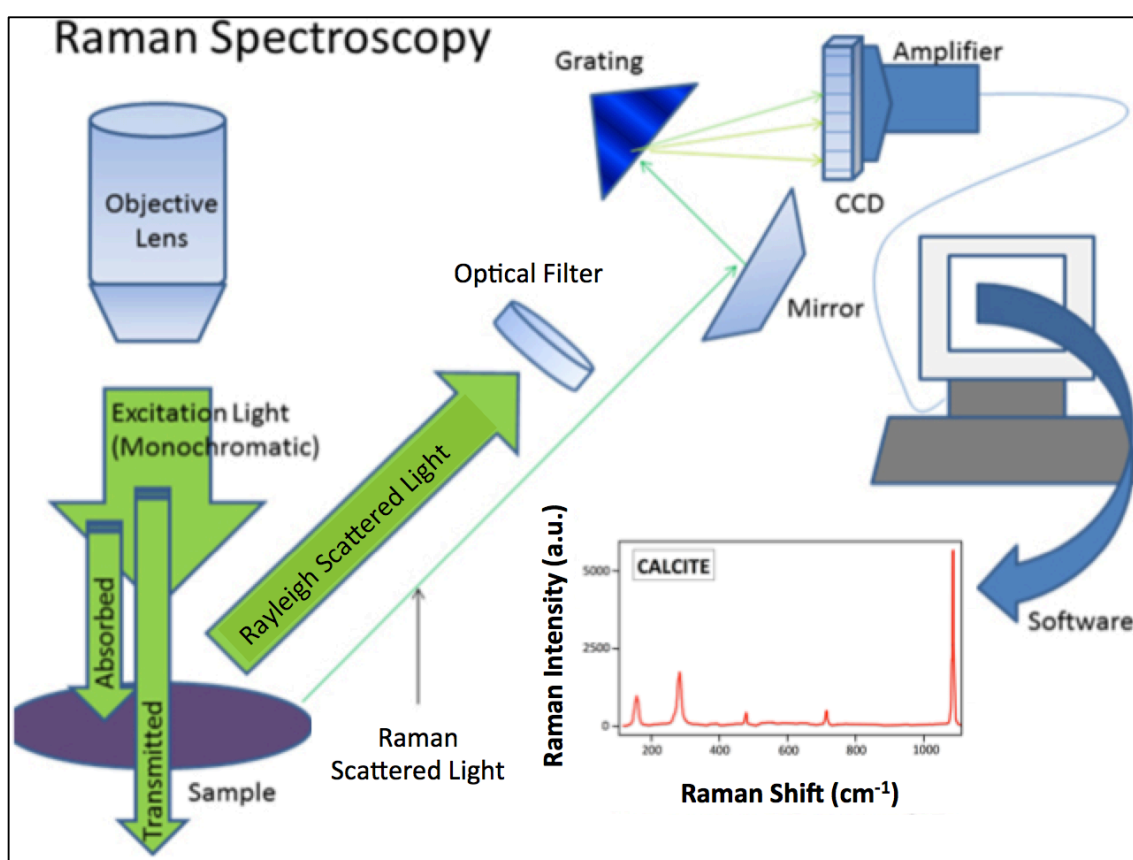 Raman Spectroscopy
Grating
Amplifier
Objective
Lens
CCD
Optical Filter
Mirror
Excitation Light
(Monochromatic)
Rayleigh Scattered Light
Absorbed
Transmitted
Sample
Raman
Scattered Light
Software
Raman Intensity (a.u.)
CALCITE
5000
2500
0
200
400
600
800
1000
Raman Shift (cm⁻¹)